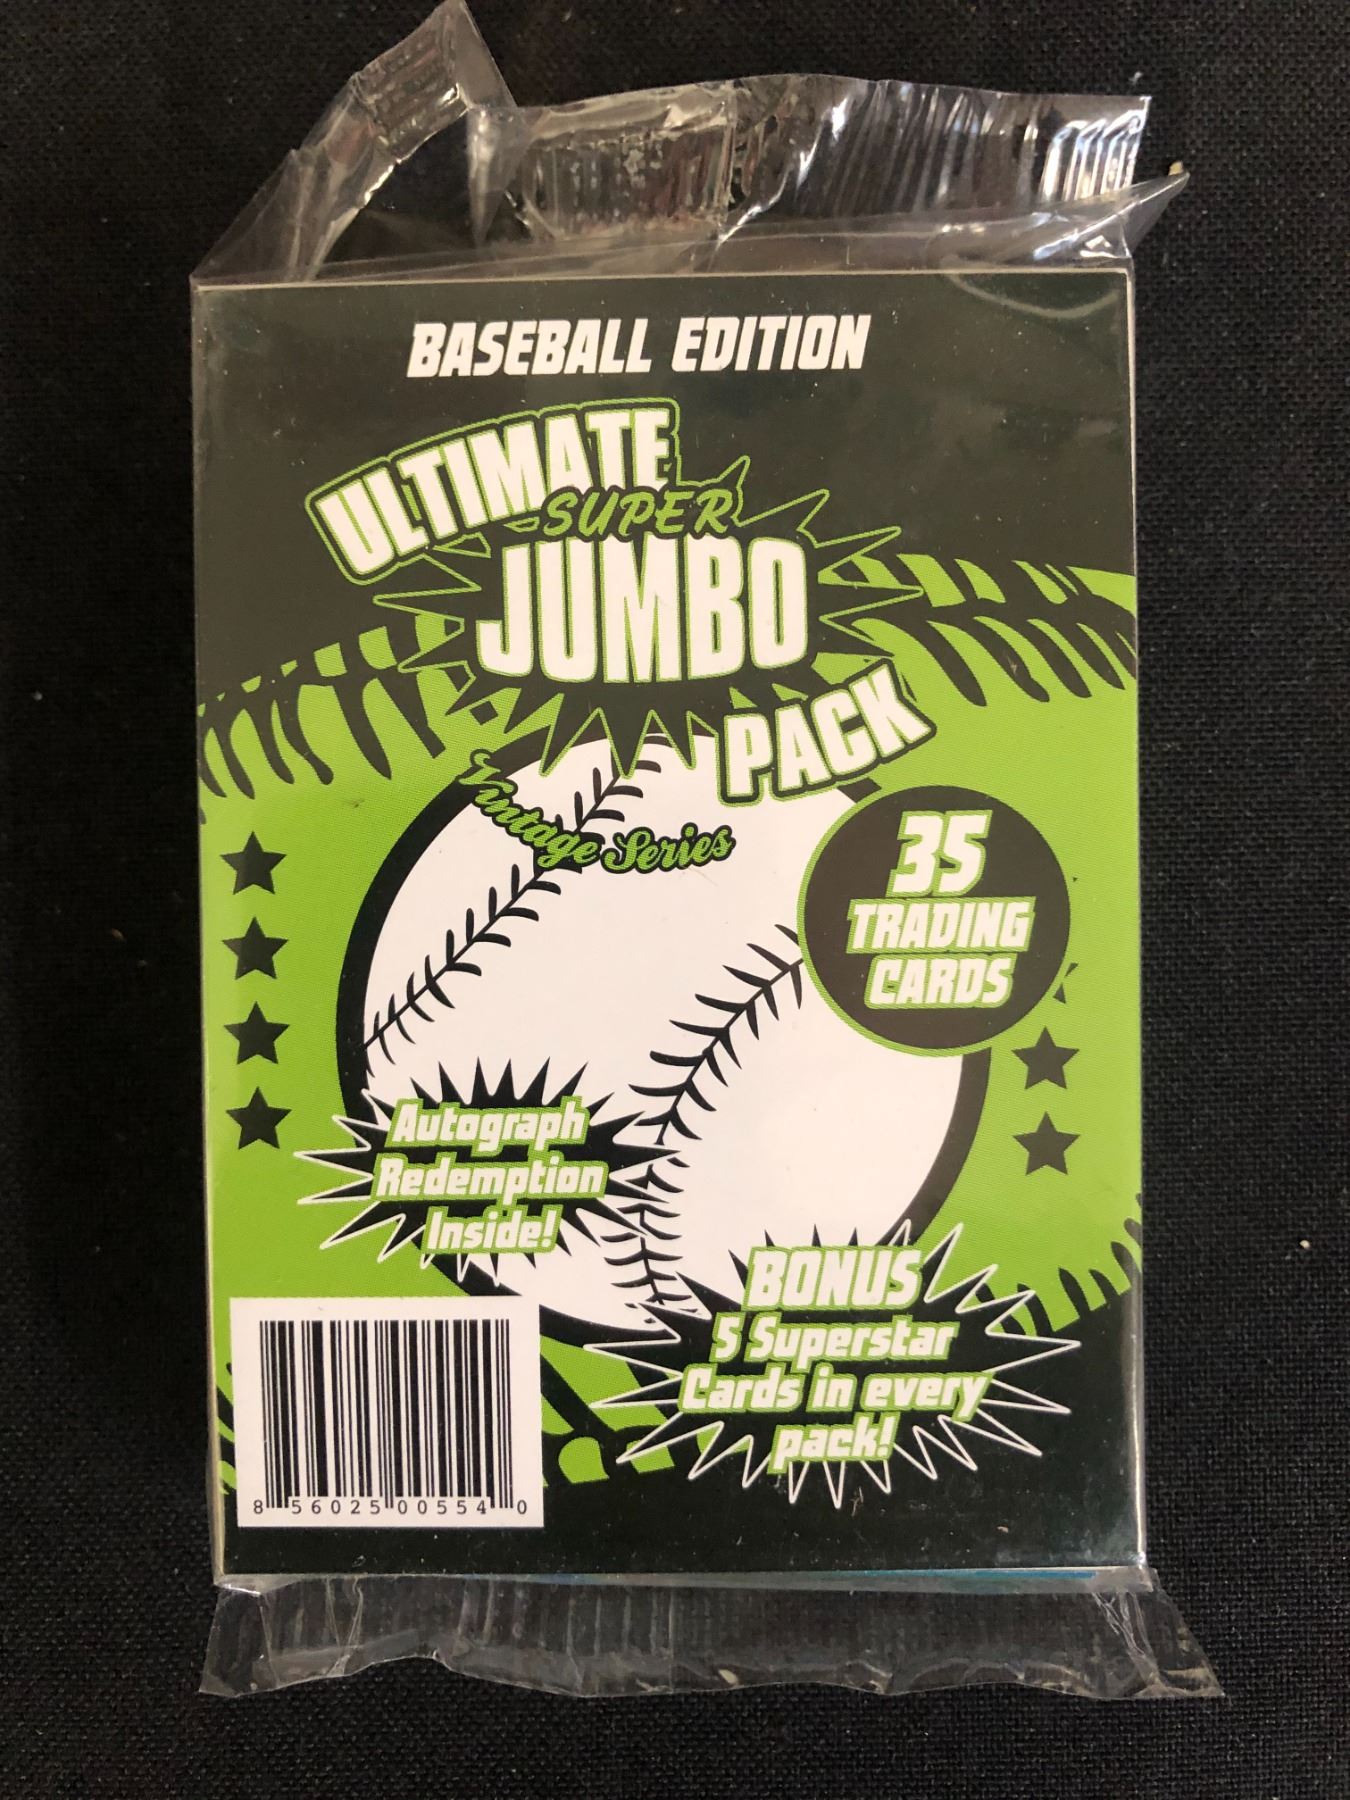 BASEBALL EDITION
ULTIMATE
SUPER
JUMBO
PACK
Vintage Series
35
TRADING
CARDS
Autograph
Redemption
Inside!
BONUS
5 Superstar
Cards in every
pack!
8 56025 00554 0